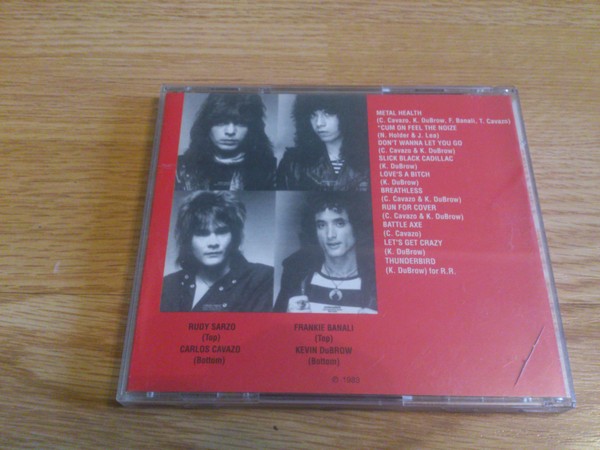 METAL HEALTH
(C. Cavazo, K. DuBrow, F. Banali, T. Cavazo)
*CUM ON FEEL THE NOIZE
(N. Holder & J. Lee)
DON'T WANNA LET YOU GO
(C. Cavazo & K. DuBrow)
SLICK BLACK CADILLAC
(K. DuBrow)
LOVE'S A BITCH
(K. DuBrow)
BREATHLESS
(C. Cavazo & K. DuBrow)
RUN FOR COVER
(C. Cavazo & K. DuBrow)
BATTLE AXE
(C. Cavazo)
LET'S GET CRAZY
(K. DuBrow)
THUNDERBIRD
(K. DuBrow) for R.R.
RUDY SARZO
(Top)
CARLOS CAVAZO
(Bottom)
FRANKIE BANALI
(Top)
KEVIN DuBROW
(Bottom)
℗ 1983